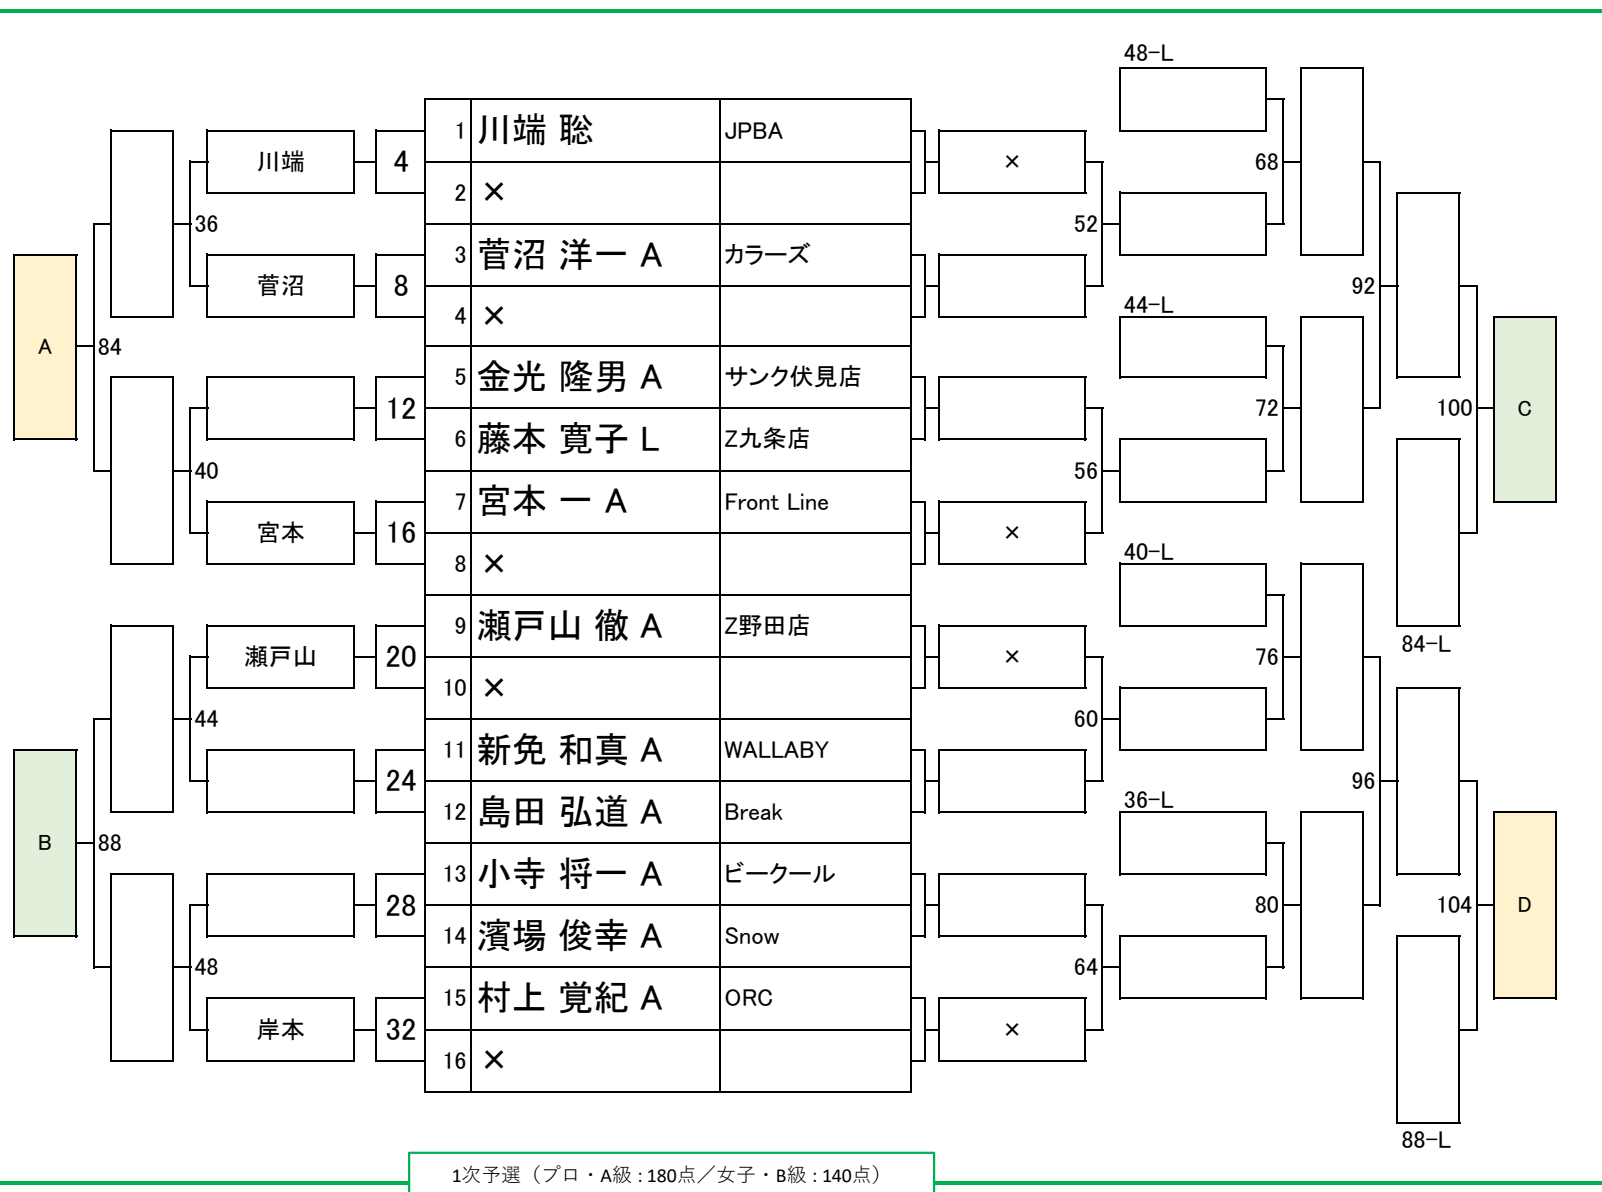 48-L
1 川端 聡 JPBA
川端 4 × 68
2 ×
36 52
3 菅沼 洋一 A カラーズ
菅沼 8 92
44-L
4 ×
A 84
5 金光 隆男 A サンク伏見店
12 72 100 C
6 藤本 寛子 L Z九条店
40 56
7 宮本 一 A Front Line
宮本 16 ×
40-L
8 ×
9 瀬戸山 徹 A Z野田店
84-L
瀬戸山 20 × 76
10 ×
44 60
11 新免 和真 A WALLABY
24 96
36-L
12 島田 弘道 A Break
B 88
13 小寺 将一 A ビークール
28 80 104 D
14 濱場 俊幸 A Snow
48 64
15 村上 覚紀 A ORC
岸本 32 ×
16 ×
88-L
1次予選（プロ・A級：180点／女子・B級：140点）